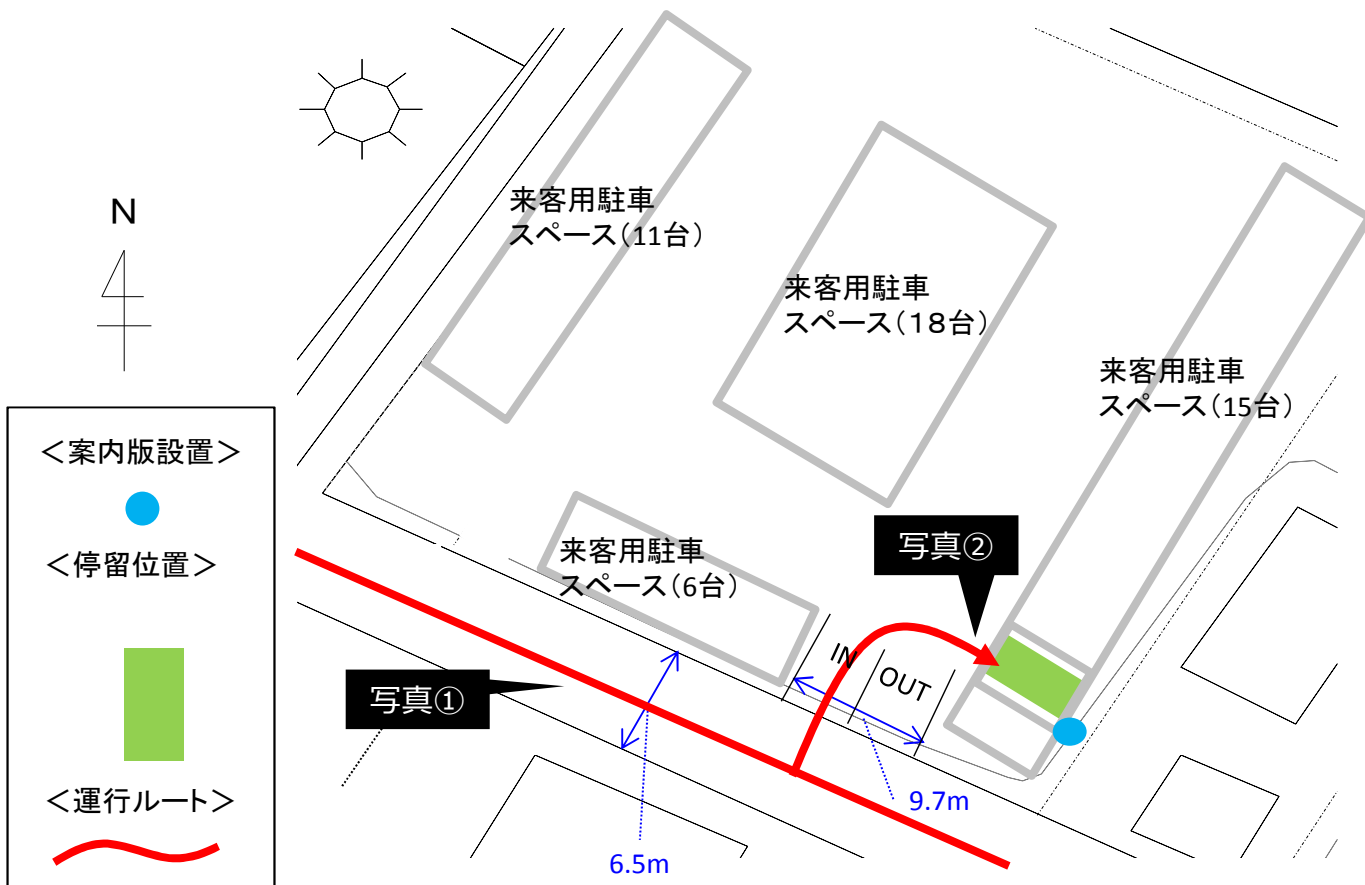 来客用駐車
スペース(11台)
N
来客用駐車
スペース(18台)
来客用駐車
スペース(15台)
<案内版設置>
<停留位置>
<運行ルート>
来客用駐車
スペース(6台)
写真②
IN
OUT
写真①
9.7m
6.5m